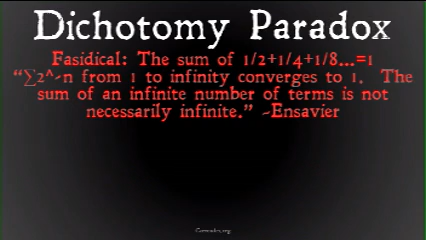 Dichotomy Paradox
Fasidical: The sum of 1/2+1/4+1/8...=1
“∑2^-n from 1 to infinity converges to 1. The
sum of an infinite number of terms is not
necessarily infinite.” -Ensavier